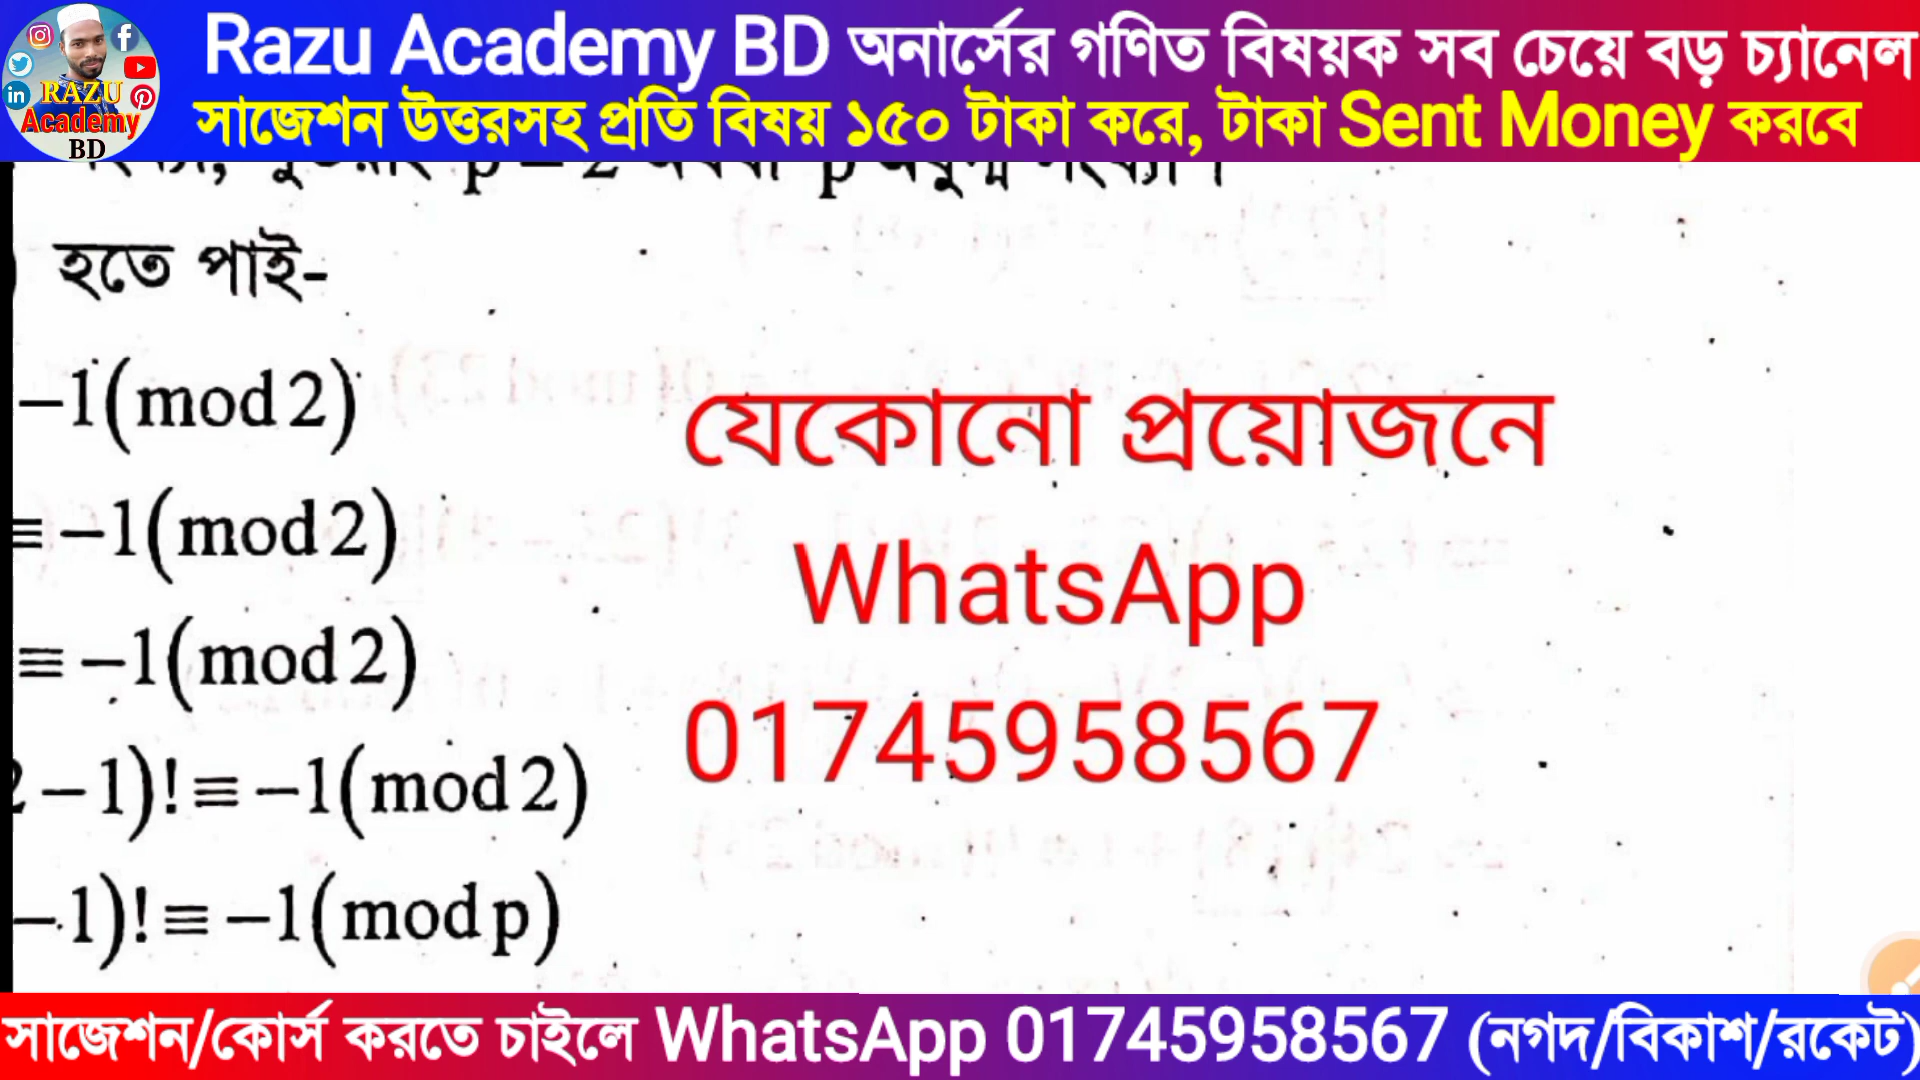 Razu Academy BD অনার্সের গণিত বিষয়ক সব চেয়ে বড় চ্যানেল
সাজেশন উত্তরসহ প্রতি বিষয় ১৫০ টাকা করে, টাকা Sent Money করবে
RAZU
Academy
BD
হতে পাই-
−1(mod 2)
≡ −1(mod 2)
≡ −1(mod 2)
2 − 1)! ≡ −1(mod 2)
− 1)! ≡ −1(mod p)
যেকোনো প্রয়োজনে
WhatsApp
01745958567
সাজেশন/কোর্স করতে চাইলে WhatsApp 01745958567 (নগদ/বিকাশ/রকেট)